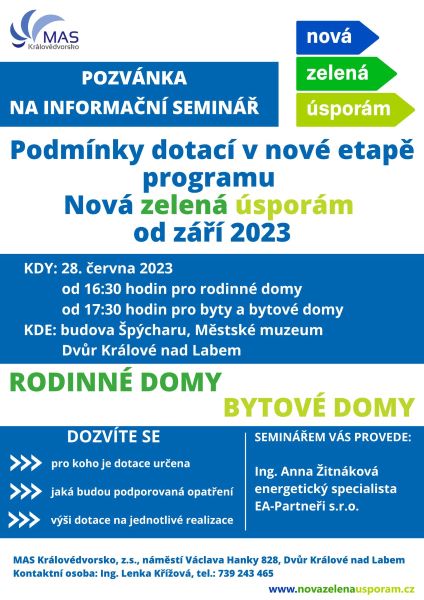 MAS
Královédvorsko
nová
zelená
úsporám
POZVÁNKA
NA INFORMAČNÍ SEMINÁŘ
Podmínky dotací v nové etapě
programu
Nová zelená úsporám
od září 2023
KDY: 28. června 2023
od 16:30 hodin pro rodinné domy
od 17:30 hodin pro byty a bytové domy
KDE: budova Špýcharu, Městské muzeum
Dvůr Králové nad Labem
RODINNÉ DOMY
BYTOVÉ DOMY
DOZVÍTE SE
pro koho je dotace určena
jaká budou podporovaná opatření
výši dotace na jednotlivé realizace
SEMINÁŘEM VÁS PROVEDE:
Ing. Anna Žitnáková
energetický specialista
EA-Partneři s.r.o.
MAS Královédvorsko, z.s., náměstí Václava Hanky 828, Dvůr Králové nad Labem
Kontaktní osoba: Ing. Lenka Křížová, tel.: 739 243 465
www.novazelenausporam.cz